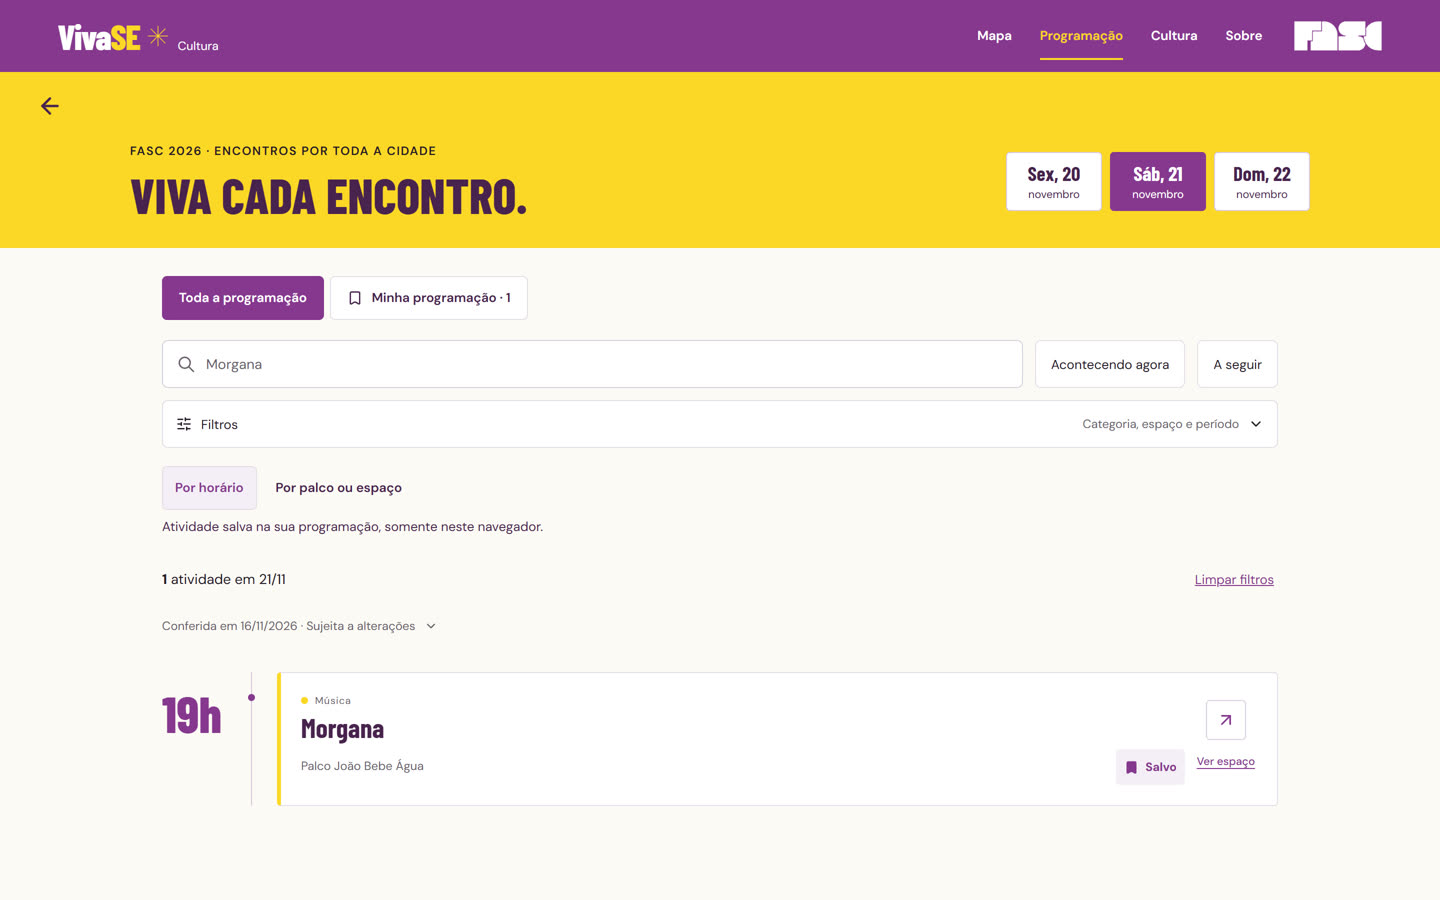 VivaSE Cultura
Mapa Programação Cultura Sobre FASC
FASC 2026 · ENCONTROS POR TODA A CIDADE
VIVA CADA ENCONTRO.
Sex, 20
novembro
Sáb, 21
novembro
Dom, 22
novembro
Toda a programação
Minha programação · 1
Morgana
Acontecendo agora
A seguir
Filtros
Categoria, espaço e período
Por horário
Por palco ou espaço
Atividade salva na sua programação, somente neste navegador.
1 atividade em 21/11
Limpar filtros
Conferida em 16/11/2026 · Sujeita a alterações
19h
Música
Morgana
Palco João Bebe Água
Salvo
Ver espaço